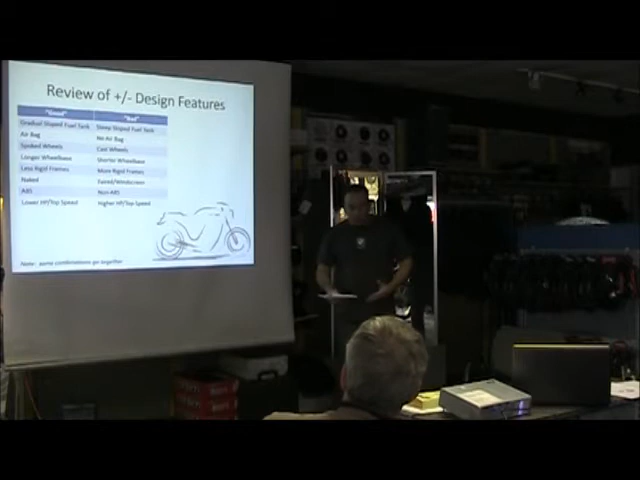 Review of +/- Design Features
"Good" "Bad"
Gradual Sloped Fuel Tank Steep Sloped Fuel Tank
Air Bag No Air Bag
Spoked Wheels Cast Wheels
Longer Wheelbase Shorter Wheelbase
Less Rigid Frames More Rigid Frames
Naked Faired/Windscreen
ABS Non-ABS
Lower HP/Top Speed Higher HP/Top Speed
Note: some combinations go together